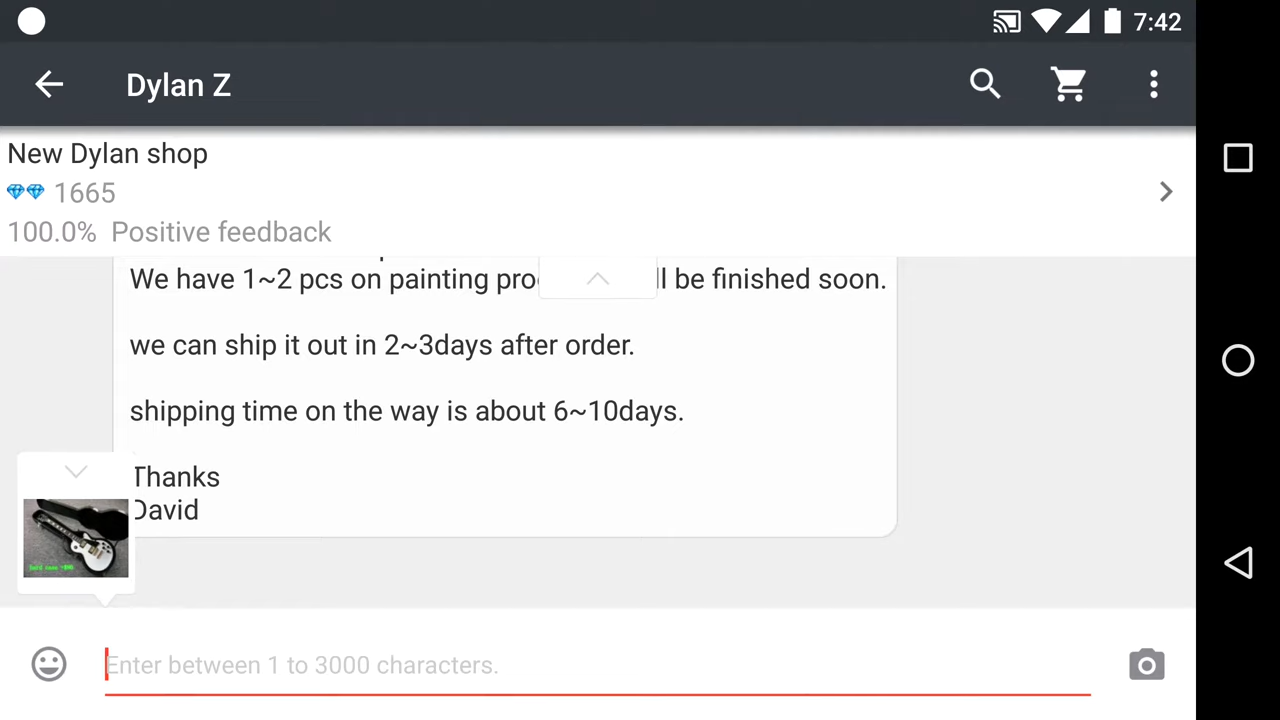 7:42
Dylan Z
New Dylan shop
1665
100.0% Positive feedback
We have 1~2 pcs on painting pro ll be finished soon.
we can ship it out in 2~3days after order.
shipping time on the way is about 6~10days.
Thanks
David
Enter between 1 to 3000 characters.